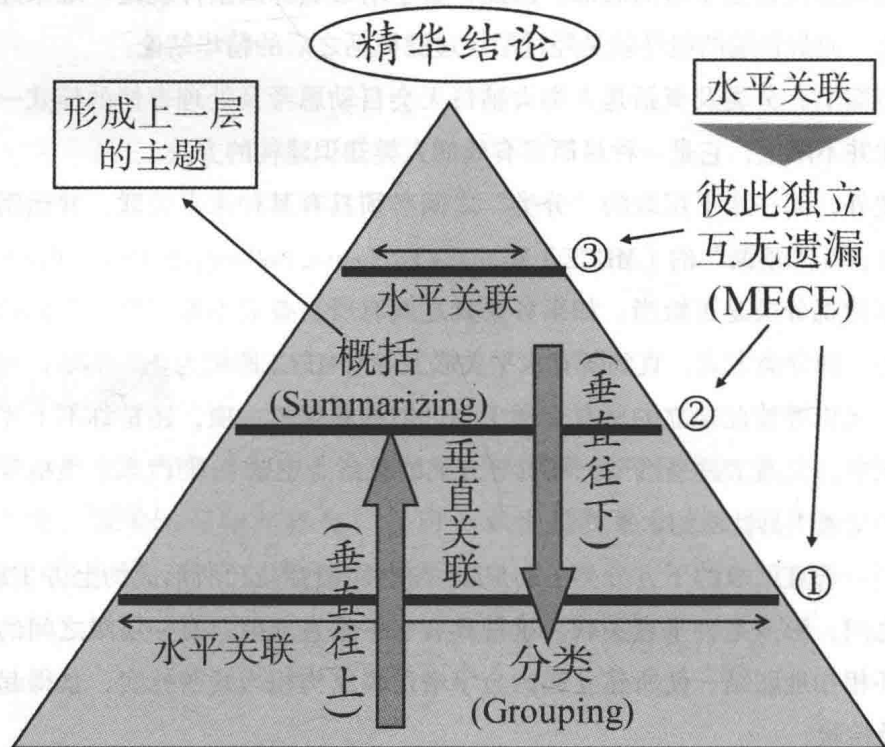 精华结论
水平关联
形成上一层
的主题
彼此独立
互无遗漏
(MECE)
③
水平关联
概括
(Summarizing)
垂直往下)
②
垂直关联
(垂直往上)
①
水平关联
分类
(Grouping)